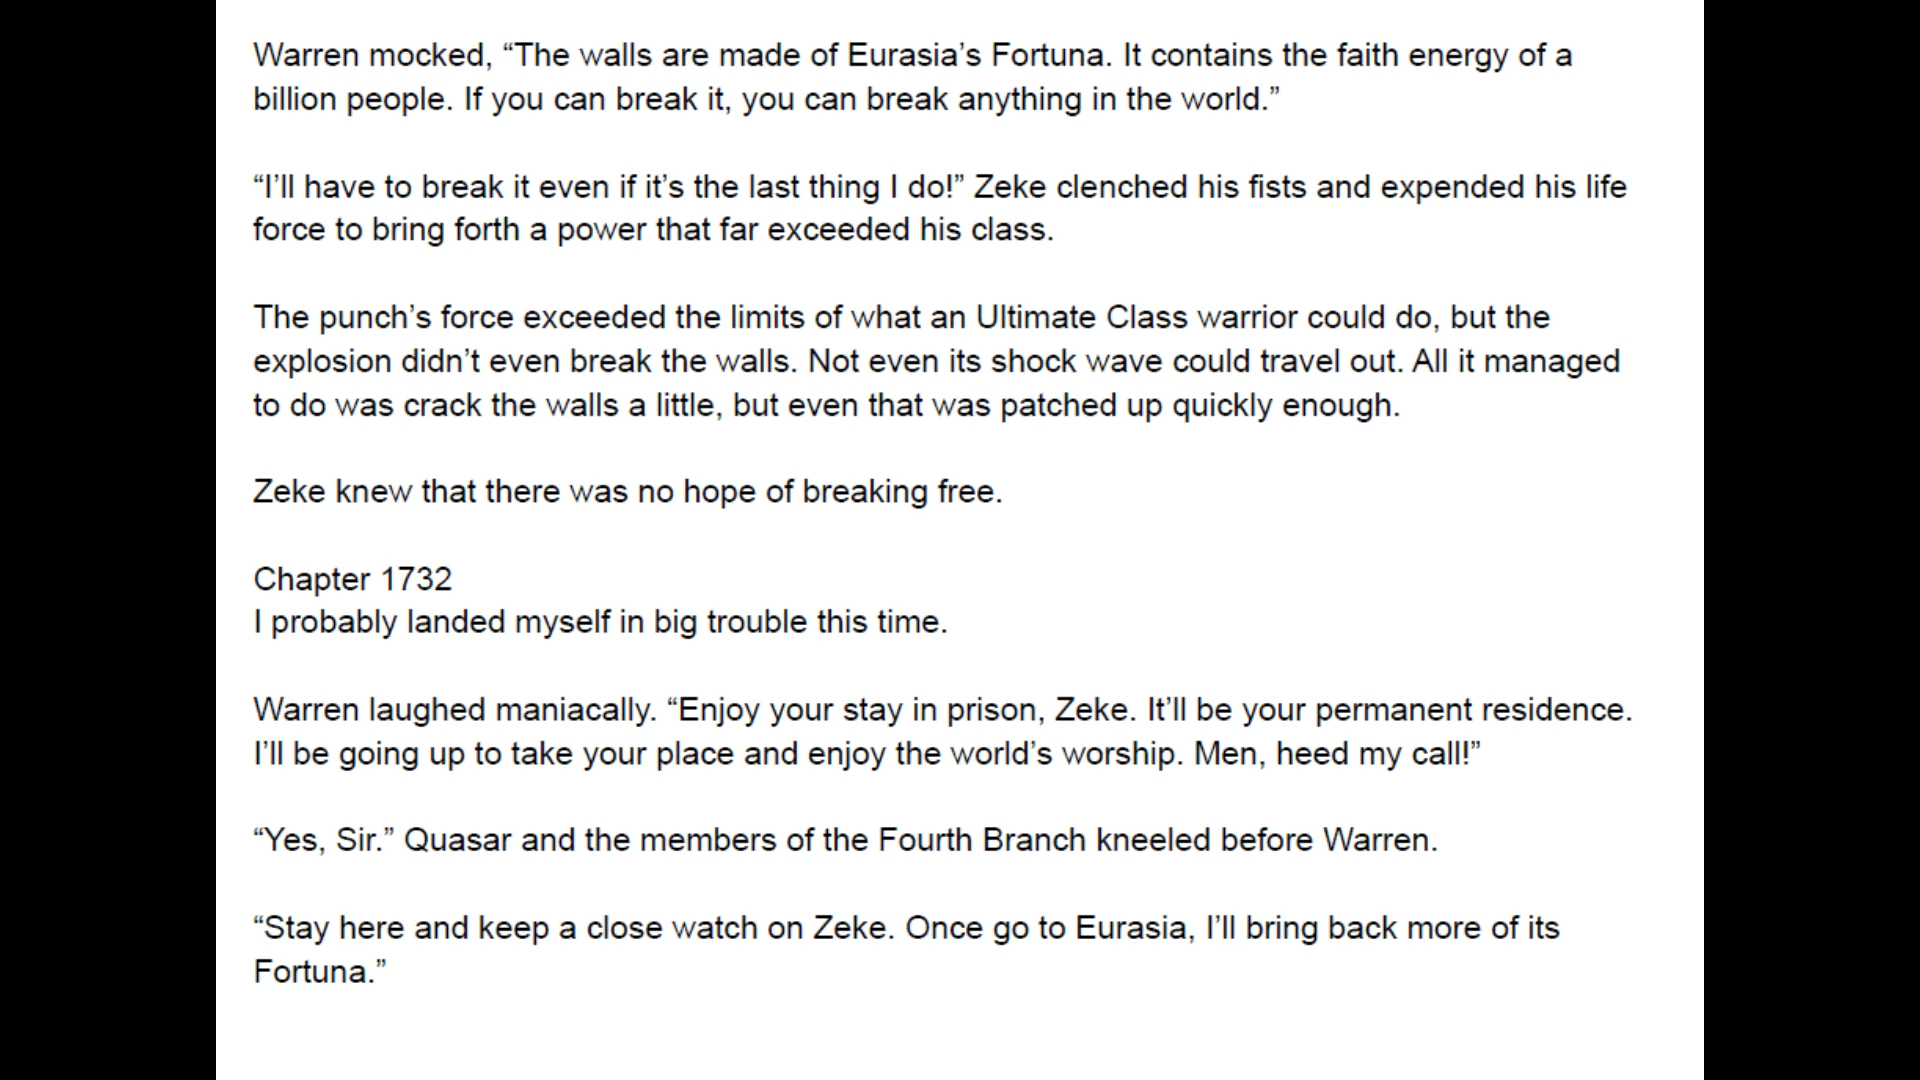 Warren mocked, “The walls are made of Eurasia’s Fortuna. It contains the faith energy of a
billion people. If you can break it, you can break anything in the world.”
“I’ll have to break it even if it’s the last thing I do!” Zeke clenched his fists and expended his life
force to bring forth a power that far exceeded his class.
The punch’s force exceeded the limits of what an Ultimate Class warrior could do, but the
explosion didn’t even break the walls. Not even its shock wave could travel out. All it managed
to do was crack the walls a little, but even that was patched up quickly enough.
Zeke knew that there was no hope of breaking free.
Chapter 1732
I probably landed myself in big trouble this time.
Warren laughed maniacally. “Enjoy your stay in prison, Zeke. It’ll be your permanent residence.
I’ll be going up to take your place and enjoy the world’s worship. Men, heed my call!”
“Yes, Sir.” Quasar and the members of the Fourth Branch kneeled before Warren.
“Stay here and keep a close watch on Zeke. Once go to Eurasia, I’ll bring back more of its
Fortuna.”